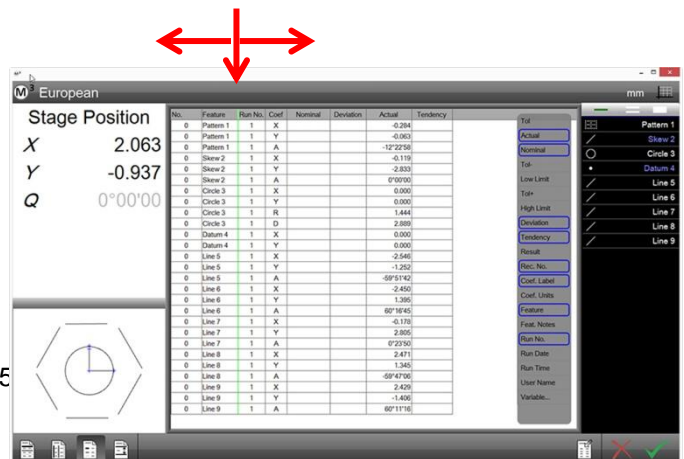 M3 European mm
Stage Position
X 2.063
Y -0.937
Q 0°00'00
5
No. Feature Run No. Coef Nominal Deviation Actual Tendency
0 Pattern 1 1 X -0.284
0 Pattern 1 1 Y -0.063
0 Pattern 1 1 A -12°22'58
0 Skew 2 1 X -0.119
0 Skew 2 1 Y -2.833
0 Skew 2 1 A 0°00'00
0 Circle 3 1 X 0.000
0 Circle 3 1 Y 0.000
0 Circle 3 1 R 1.444
0 Circle 3 1 D 2.889
0 Datum 4 1 X 0.000
0 Datum 4 1 Y 0.000
0 Line 5 1 X -2.546
0 Line 5 1 Y -1.252
0 Line 5 1 A -59°51'42
0 Line 6 1 X -2.450
0 Line 6 1 Y 1.395
0 Line 6 1 A 60°16'45
0 Line 7 1 X -0.178
0 Line 7 1 Y 2.805
0 Line 7 1 A 0°23'50
0 Line 8 1 X 2.471
0 Line 8 1 Y 1.345
0 Line 8 1 A -59°47'06
0 Line 9 1 X 2.429
0 Line 9 1 Y -1.406
0 Line 9 1 A 60°11'16
Tol
Actual
Nominal
Tol-
Low Limit
Tol+
High Limit
Deviation
Tendency
Result
Rec. No.
Coef. Label
Coef. Units
Feature
Feat. Notes
Run No.
Run Date
Run Time
User Name
Variable...
Pattern 1
Skew 2
Circle 3
Datum 4
Line 5
Line 6
Line 7
Line 8
Line 9